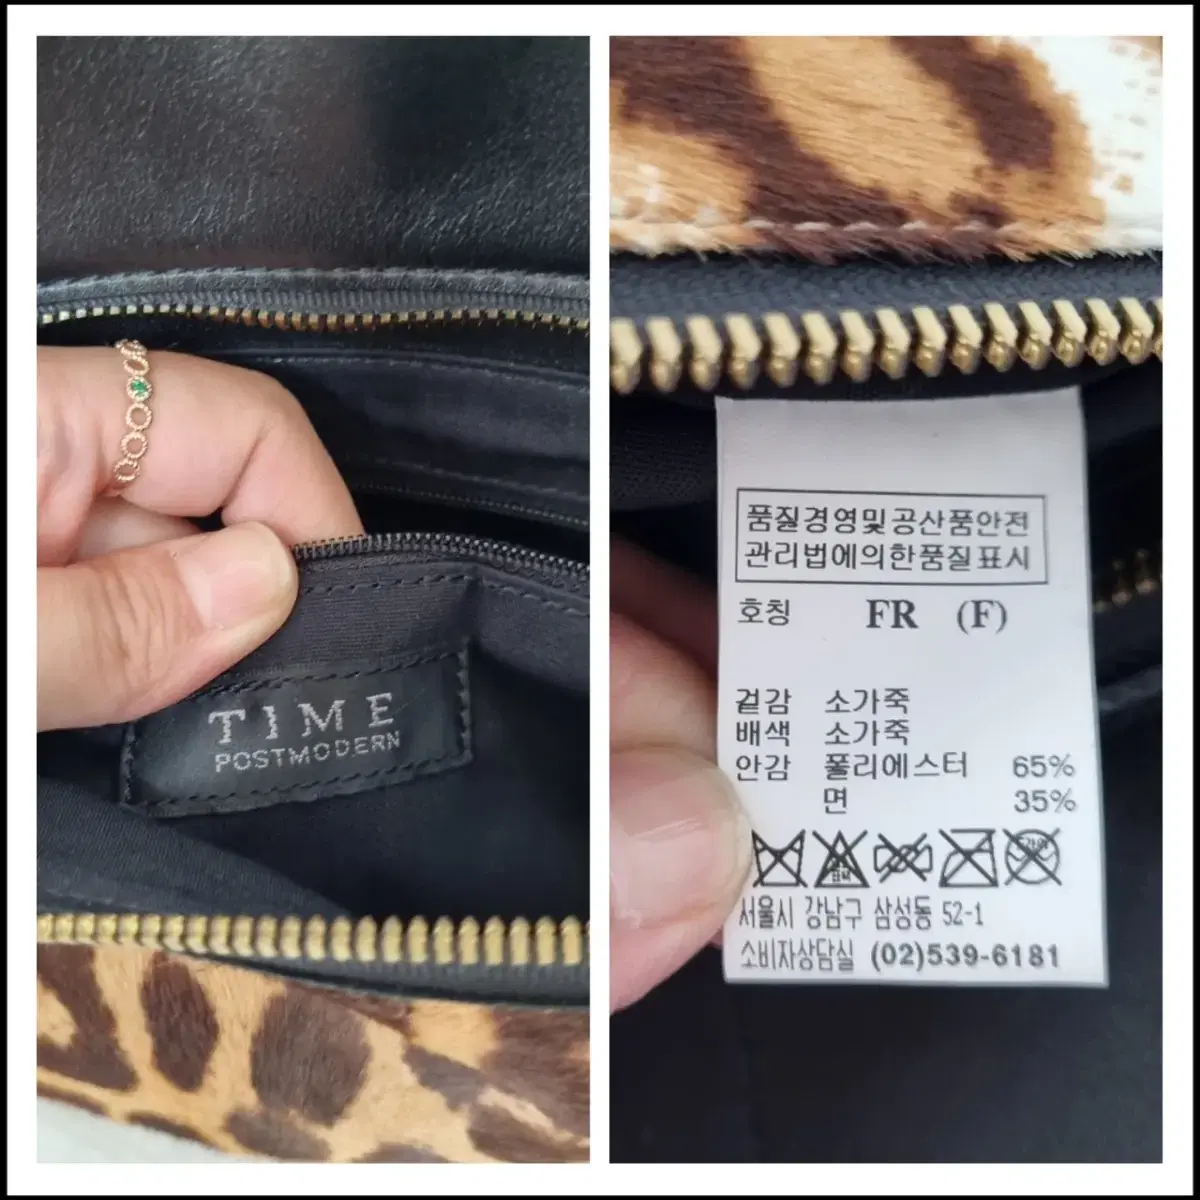 TIME
POSTMODERN
품질경영및공산품안전
관리법에의한품질표시
호칭 FR (F)
겉감 소가죽
배색 소가죽
안감 폴리에스터 65%
면 35%
서울시 강남구 삼성동 52-1
소비자상담실 (02)539-6181